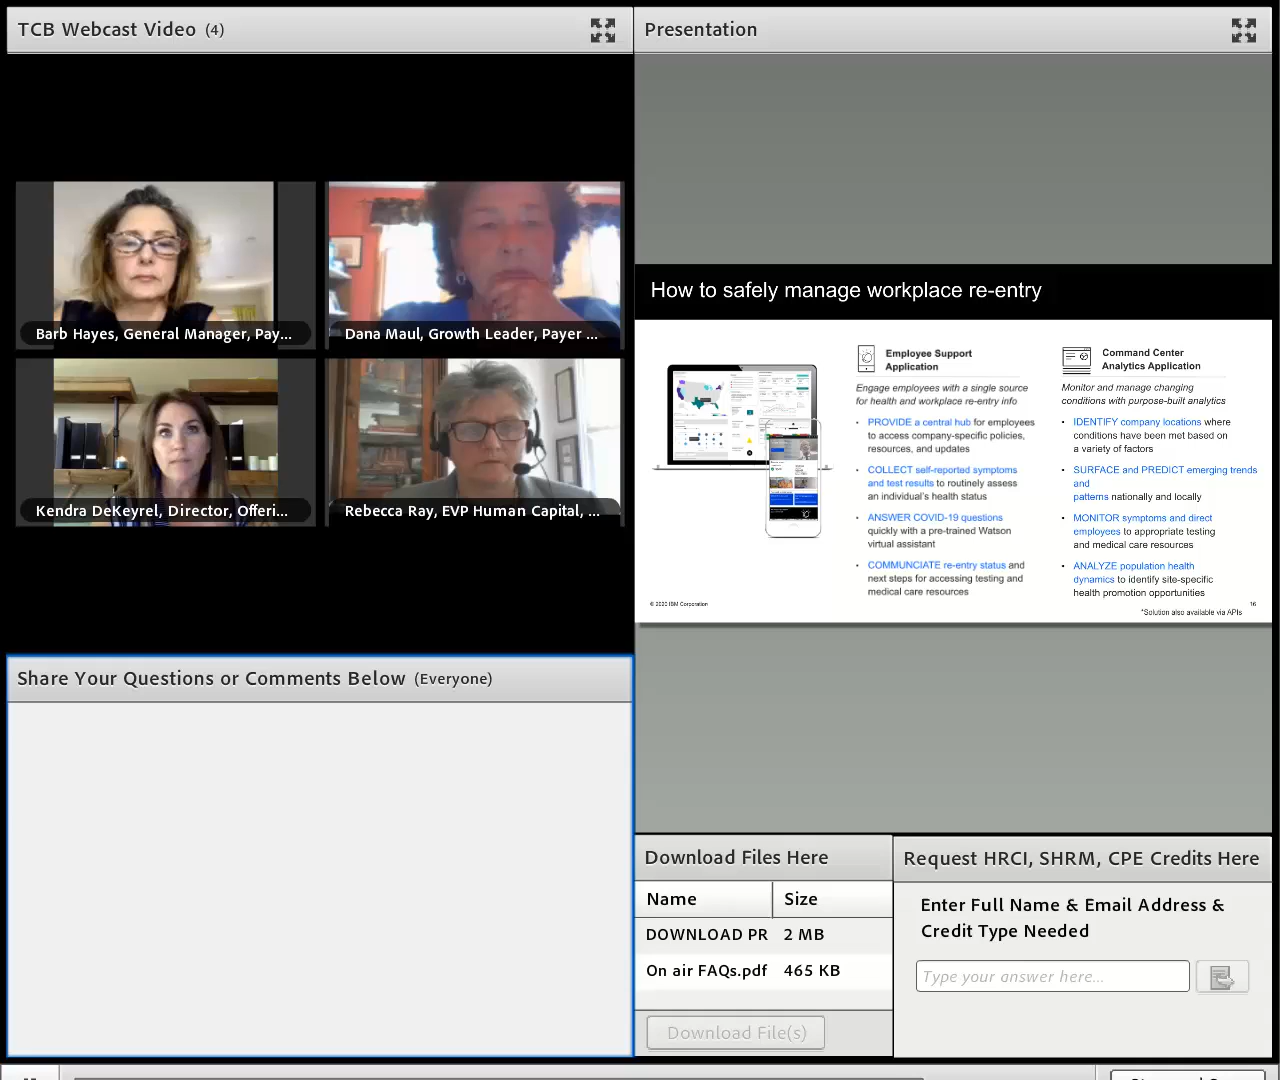 TCB Webcast Video (4)
Barb Hayes, General Manager, Pay...
Dana Maul, Growth Leader, Payer ...
Kendra DeKeyrel, Director, Offeri...
Rebecca Ray, EVP Human Capital, ...
Share Your Questions or Comments Below (Everyone)
Presentation
How to safely manage workplace re-entry
Employee Support
Application
Engage employees with a single source
for health and workplace re-entry info
• PROVIDE a central hub for employees
to access company-specific policies,
resources, and updates
• COLLECT self-reported symptoms
and test results to routinely assess
an individual's health status
• ANSWER COVID-19 questions
quickly with a pre-trained Watson
virtual assistant
• COMMUNCIATE re-entry status and
next steps for accessing testing and
medical care resources
Command Center
Analytics Application
Monitor and manage changing
conditions with purpose-built analytics
• IDENTIFY company locations where
conditions have been met based on
a variety of factors
• SURFACE and PREDICT emerging trends
and
patterns nationally and locally
• MONITOR symptoms and direct
employees to appropriate testing
and medical care resources
• ANALYZE population health
dynamics to identify site-specific
health promotion opportunities
© 2020 IBM Corporation
16
*Solution also available via APIs
Download Files Here
Name Size
DOWNLOAD PR 2 MB
On air FAQs.pdf 465 KB
Download File(s)
Request HRCI, SHRM, CPE Credits Here
Enter Full Name & Email Address &
Credit Type Needed
Type your answer here...